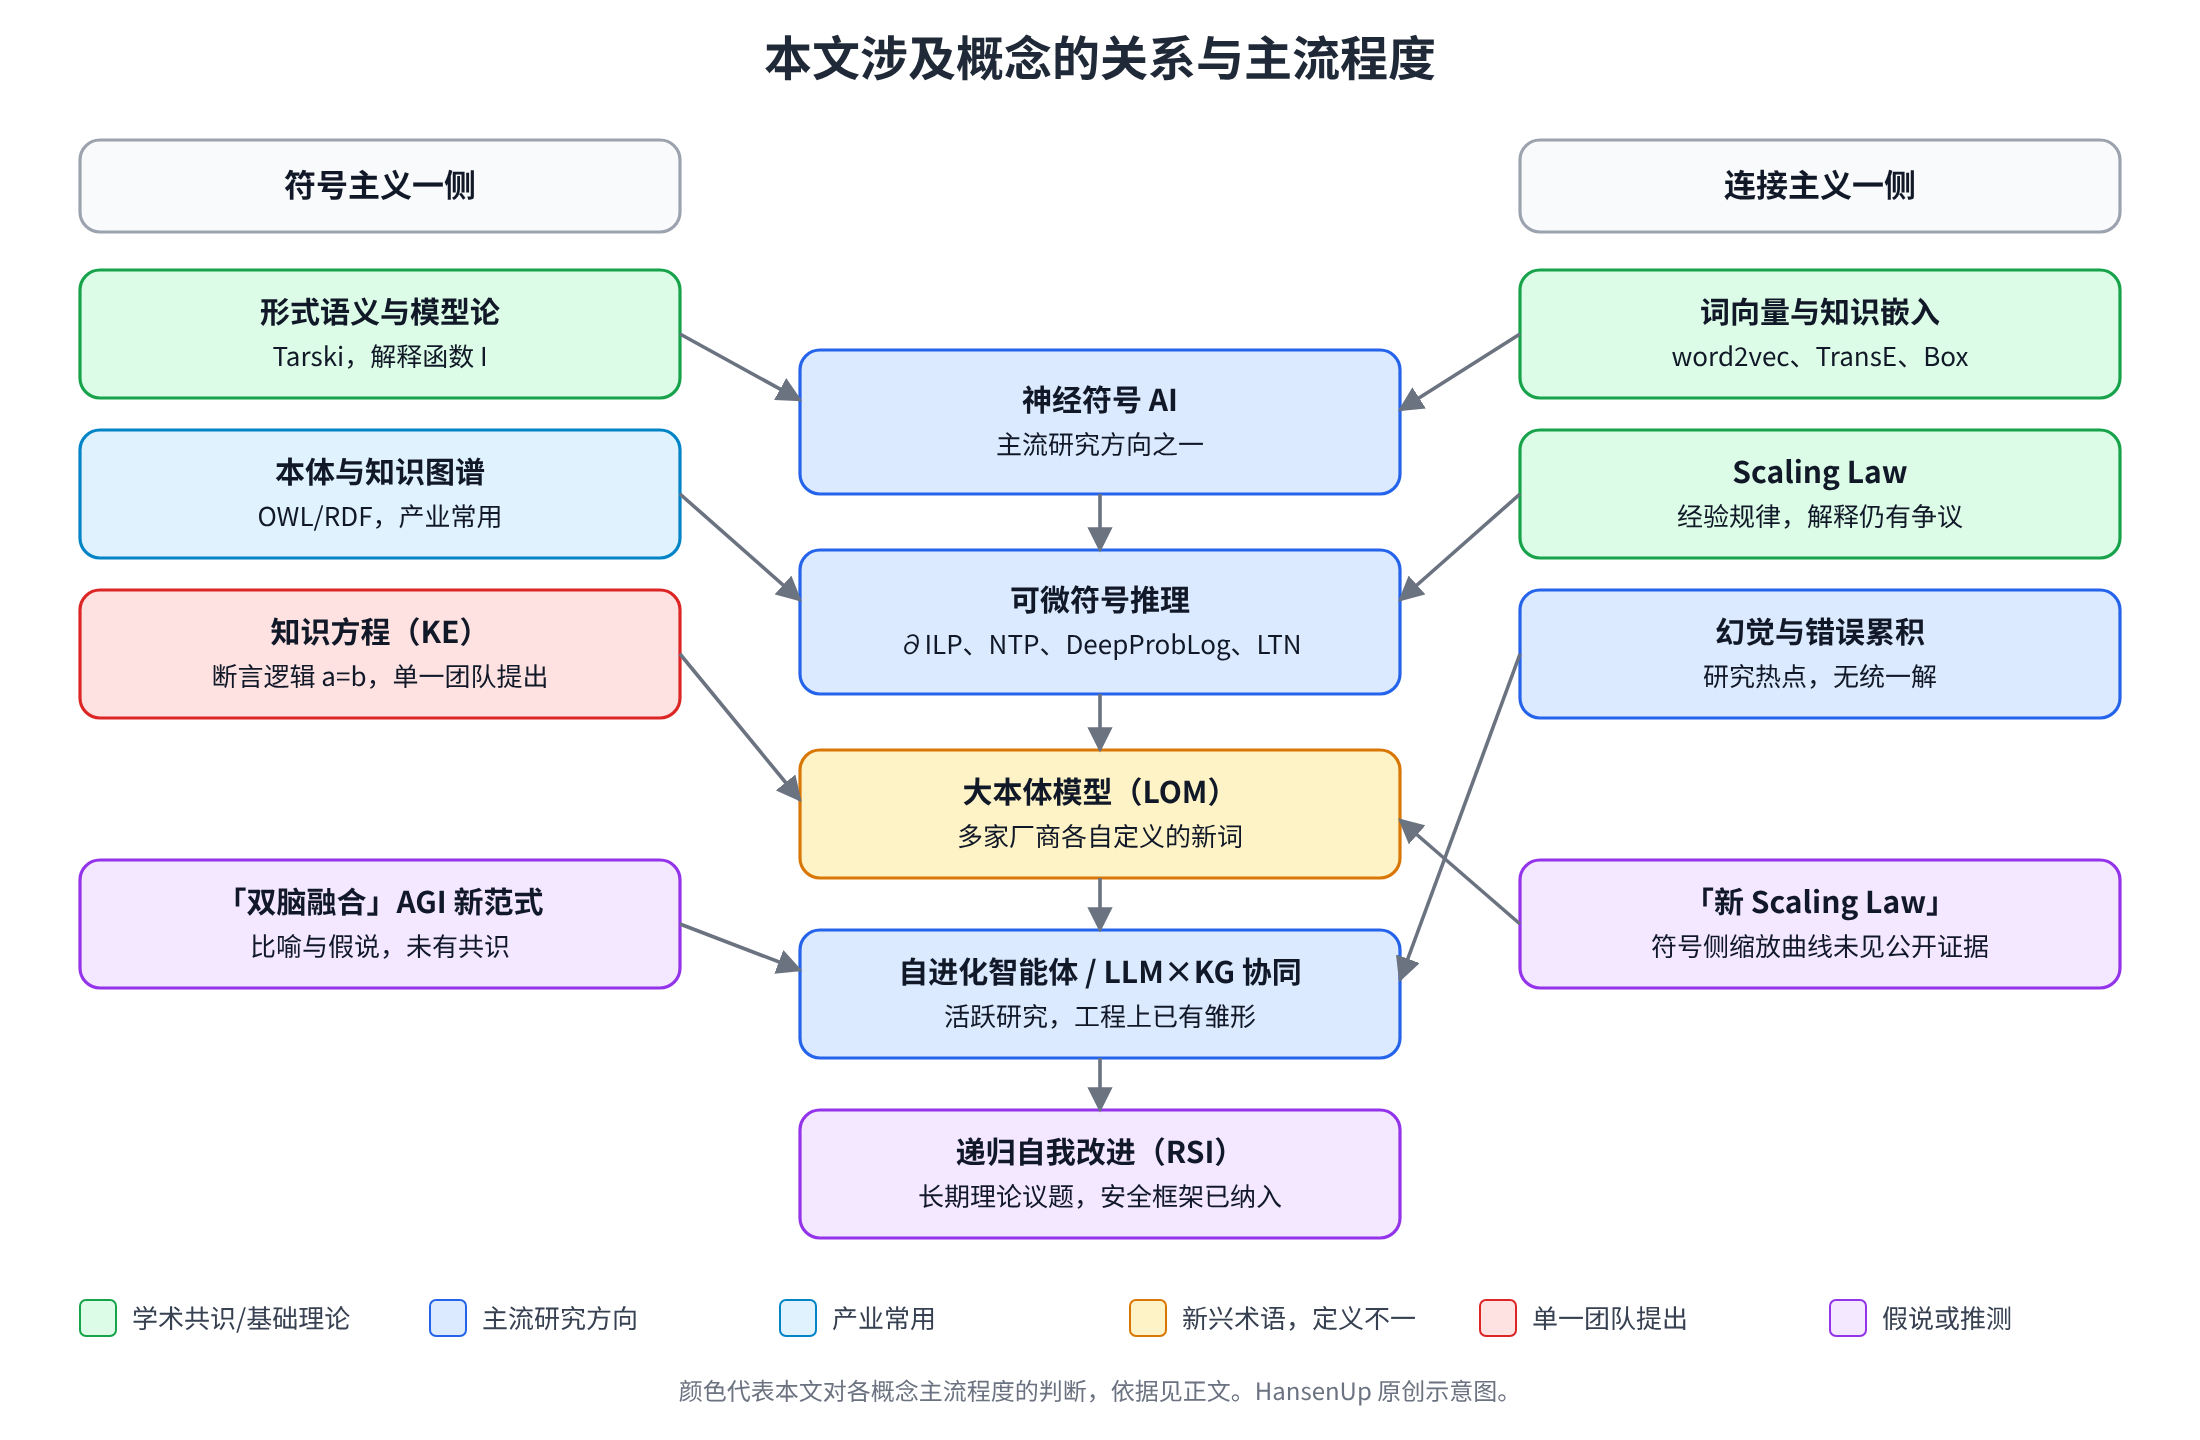 本文涉及概念的关系与主流程度
符号主义一侧
连接主义一侧
形式语义与模型论
Tarski，解释函数 I
词向量与知识嵌入
word2vec、TransE、Box
神经符号 AI
主流研究方向之一
本体与知识图谱
OWL/RDF，产业常用
Scaling Law
经验规律，解释仍有争议
可微符号推理
∂ILP、NTP、DeepProbLog、LTN
知识方程（KE）
断言逻辑 a=b，单一团队提出
幻觉与错误累积
研究热点，无统一解
大本体模型（LOM）
多家厂商各自定义的新词
「双脑融合」AGI 新范式
比喻与假说，未有共识
「新 Scaling Law」
符号侧缩放曲线未见公开证据
自进化智能体 / LLM×KG 协同
活跃研究，工程上已有雏形
递归自我改进（RSI）
长期理论议题，安全框架已纳入
学术共识/基础理论
主流研究方向
产业常用
新兴术语，定义不一
单一团队提出
假说或推测
颜色代表本文对各概念主流程度的判断，依据见正文。HansenUp 原创示意图。